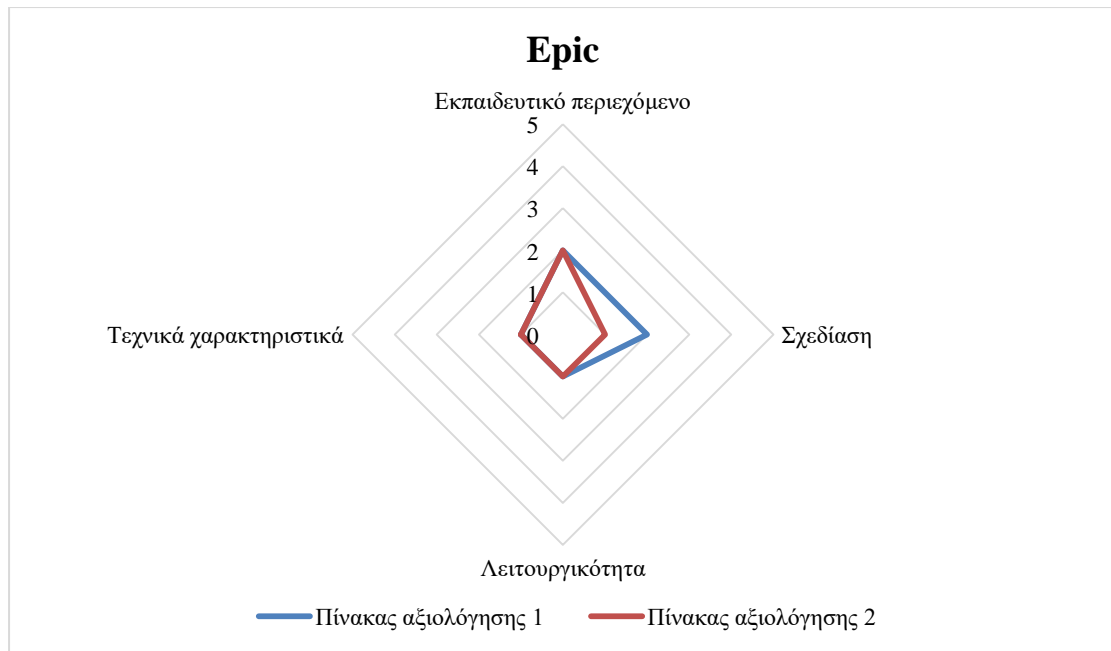 Epic
Εκπαιδευτικό περιεχόμενο
5
4
3
2
1
0
Τεχνικά χαρακτηριστικά
Σχεδίαση
Λειτουργικότητα
Πίνακας αξιολόγησης 1
Πίνακας αξιολόγησης 2